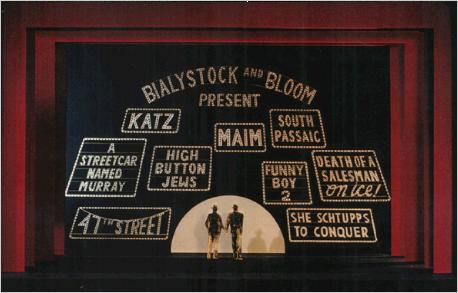 BIALYSTOCK AND BLOOM
PRESENT
KATZ
MAIM
SOUTH
PASSAIC
A
STREETCAR
NAMED
MURRAY
HIGH
BUTTON
JEWS
FUNNY
BOY
2
DEATH OF A
SALESMAN
on ice!
47TH STREET
SHE SCHTUPPS
TO CONQUER